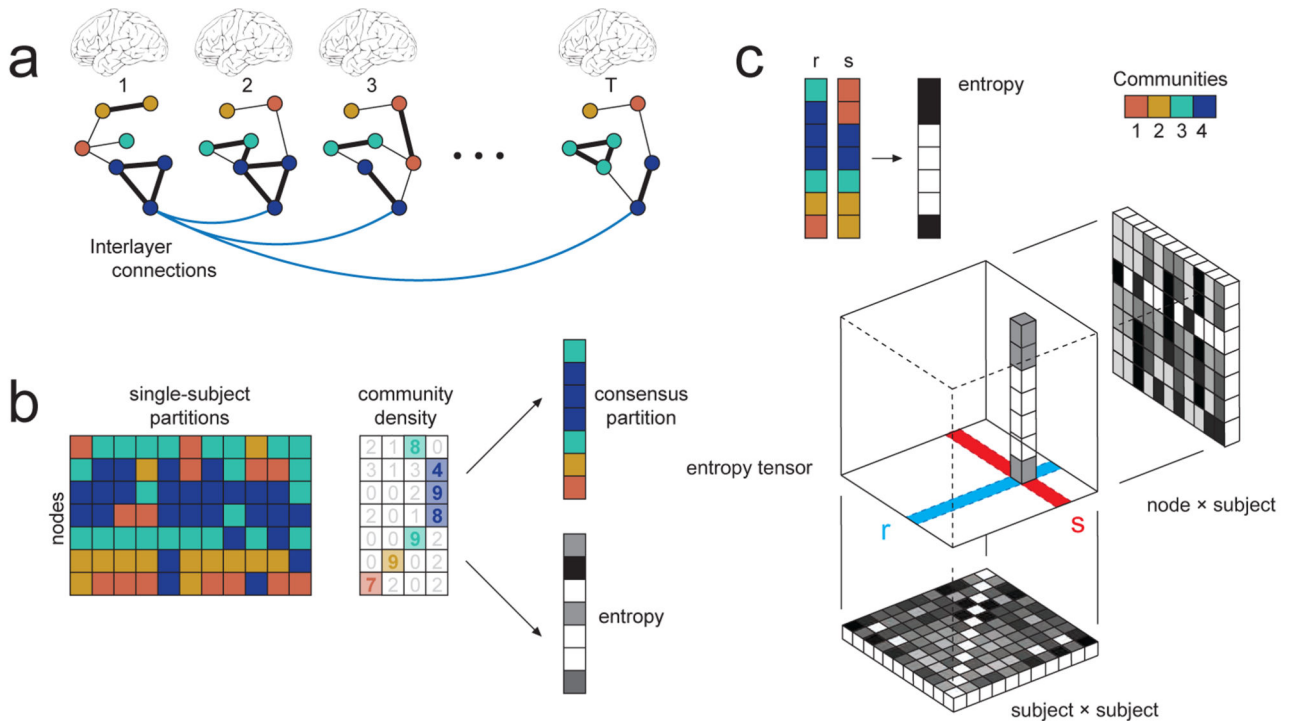 a
1 2 3 T
Interlayer
connections
b
single-subject
partitions
nodes
community
density
2 1 8 0
3 1 3 4
0 0 2 9
2 0 1 8
0 0 9 2
0 9 0 2
7 2 0 2
consensus
partition
entropy
c
r s
entropy
Communities
1 2 3 4
entropy tensor
r
s
node × subject
subject × subject